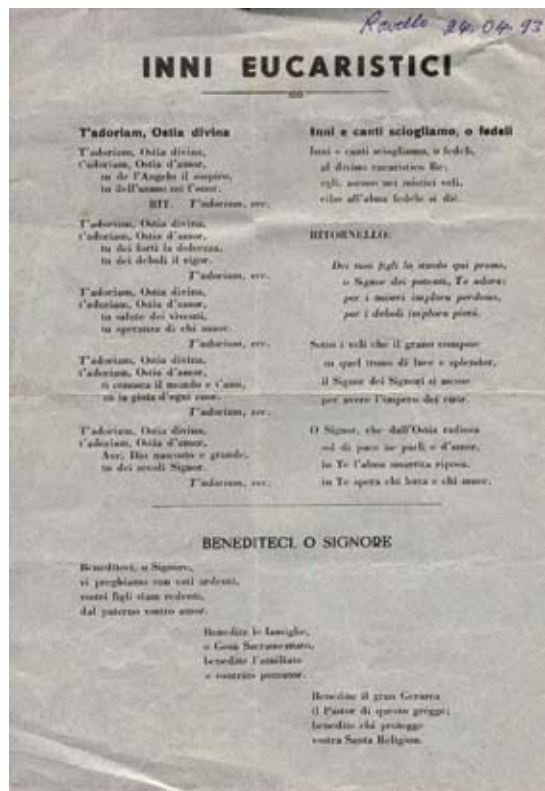 Ravello 24.04.93
INNI EUCARISTICI
T'adoriam, Ostia divina
T'adoriam, Ostia divina,
t'adoriam, Ostia d'amor,
tu de l'Angelo il sospiro,
tu dell'uomo sei l'onor.
RIT. T'adoriam, ecc.
T'adoriam, Ostia divina,
t'adoriam, Ostia d'amor,
tu dei forti la dolcezza,
tu dei deboli il vigor.
T'adoriam, ecc.
T'adoriam, Ostia divina,
t'adoriam, Ostia d'amor,
tu salute dei viventi,
tu speranza di chi muor.
T'adoriam, ecc.
T'adoriam, Ostia divina,
t'adoriam, Ostia d'amor,
ti conosca il mondo e t'ami,
tu la gioia d'ogni cuor.
T'adoriam, ecc.
T'adoriam, Ostia divina,
t'adoriam, Ostia d'amor,
Ave, Dio nascosto e grande,
tu dei secoli Signor.
T'adoriam, ecc.
Inni e canti sciogliamo, o fedeli
Inni e canti sciogliamo, o fedeli,
al divino eucaristico Re;
egli, ascoso nei mistici veli,
cibo all'alma fedele si diè.
RITORNELLO:
Dei tuoi figli lo stuolo qui prono,
o Signor dei potenti, Te adora;
per i miseri implora perdono,
per i deboli implora pietà.
Sotto i veli che il grano compose
su quel trono di luce e splendor,
il Signor dei Signori si ascose
per avere l'impero dei cuor.
O Signor, che dall'Ostia radiosa
sol di pace ne parli e d'amor,
in Te l'alma smarrita riposa,
in Te spera chi lotta e chi muor.
BENEDITECI, O SIGNORE
Benediteci, o Signore,
vi preghiamo con voti ardenti,
vostri figli siam redenti,
dal paterno vostro amor.
Benedite le famiglie,
o Gesù Sacramentato,
benedite l'umiliato
e contrito peccator.
Benedite il gran Gerarca
il Pastor di questo gregge;
benedite chi protegge
vostra Santa Religion.